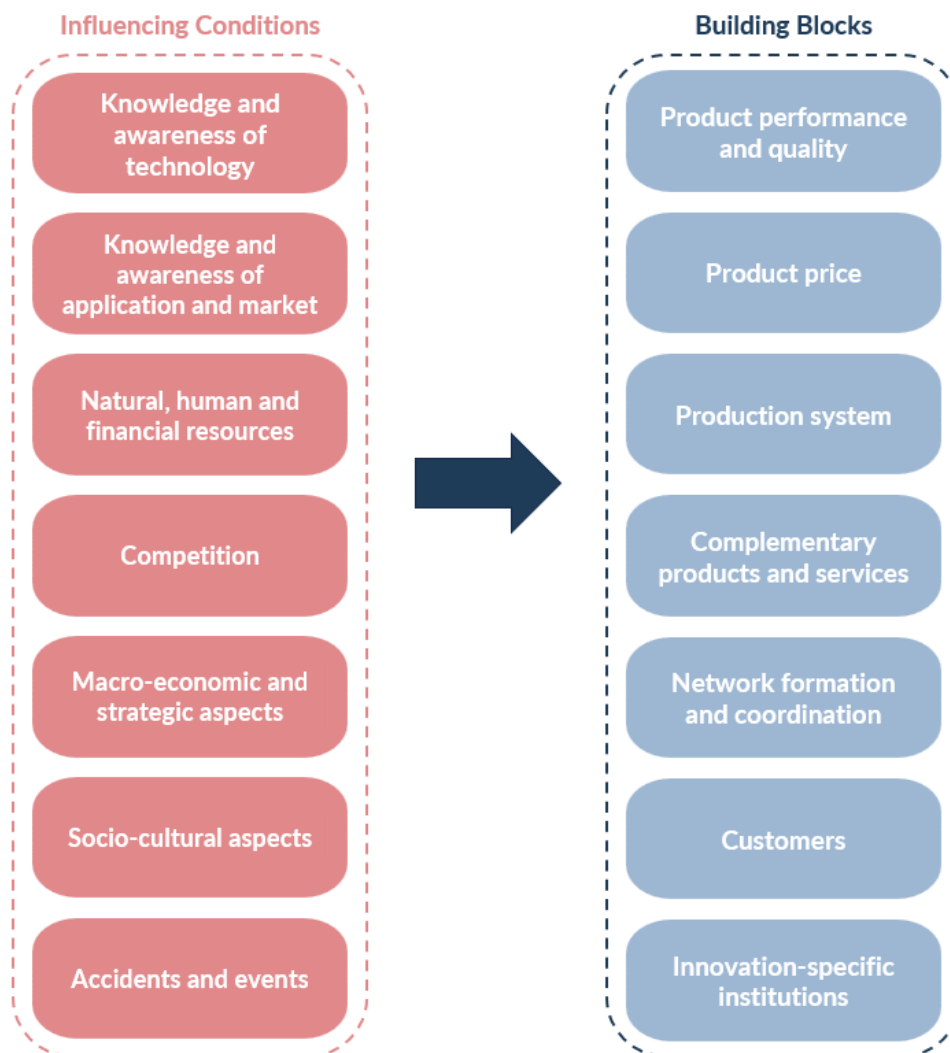 Influencing Conditions
Knowledge and
awareness of
technology
Knowledge and
awareness of
application and market
Natural, human and
financial resources
Competition
Macro-economic and
strategic aspects
Socio-cultural aspects
Accidents and events
Building Blocks
Product performance
and quality
Product price
Production system
Complementary
products and services
Network formation
and coordination
Customers
Innovation-specific
institutions